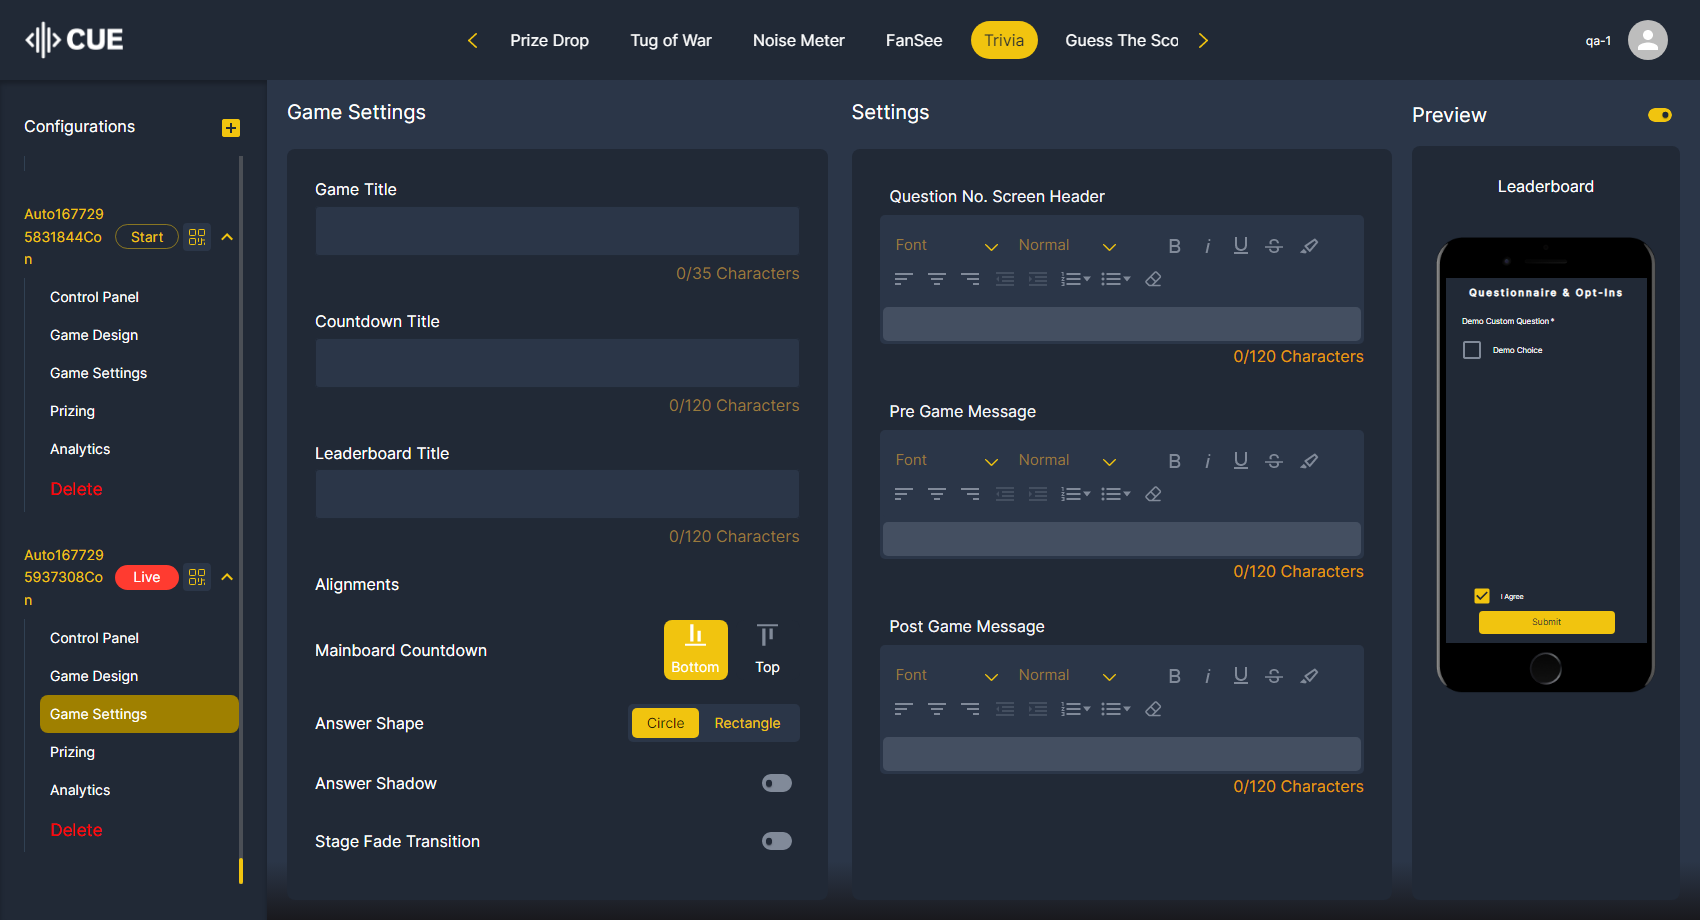 CUE
Prize Drop
Tug of War
Noise Meter
FanSee
Trivia
Guess The Sco
qa-1
Configurations
Auto167729
5831844Co
n
Start
Control Panel
Game Design
Game Settings
Prizing
Analytics
Delete
Auto167729
5937308Co
n
Live
Control Panel
Game Design
Game Settings
Prizing
Analytics
Delete
Game Settings
Game Title
0/35 Characters
Countdown Title
0/120 Characters
Leaderboard Title
0/120 Characters
Alignments
Mainboard Countdown
Bottom
Top
Answer Shape
Circle
Rectangle
Answer Shadow
Stage Fade Transition
Settings
Question No. Screen Header
Font
Normal
B i U S
0/120 Characters
Pre Game Message
Font
Normal
B i U S
0/120 Characters
Post Game Message
Font
Normal
B i U S
0/120 Characters
Preview
Leaderboard
Questionnaire & Opt-Ins
Demo Custom Question *
Demo Choice
I Agree
Submit